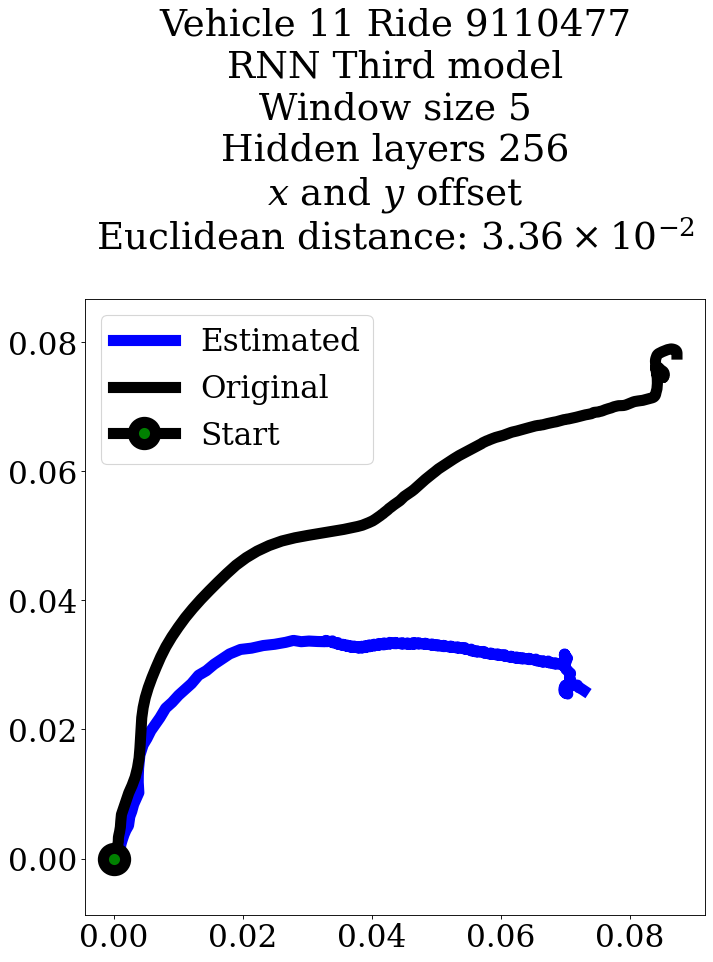 Vehicle 11 Ride 9110477
RNN Third model
Window size 5
Hidden layers 256
x and y offset
Euclidean distance: 3.36 × 10⁻²
Estimated
Original
Start
0.08
0.06
0.04
0.02
0.00
0.00 0.02 0.04 0.06 0.08